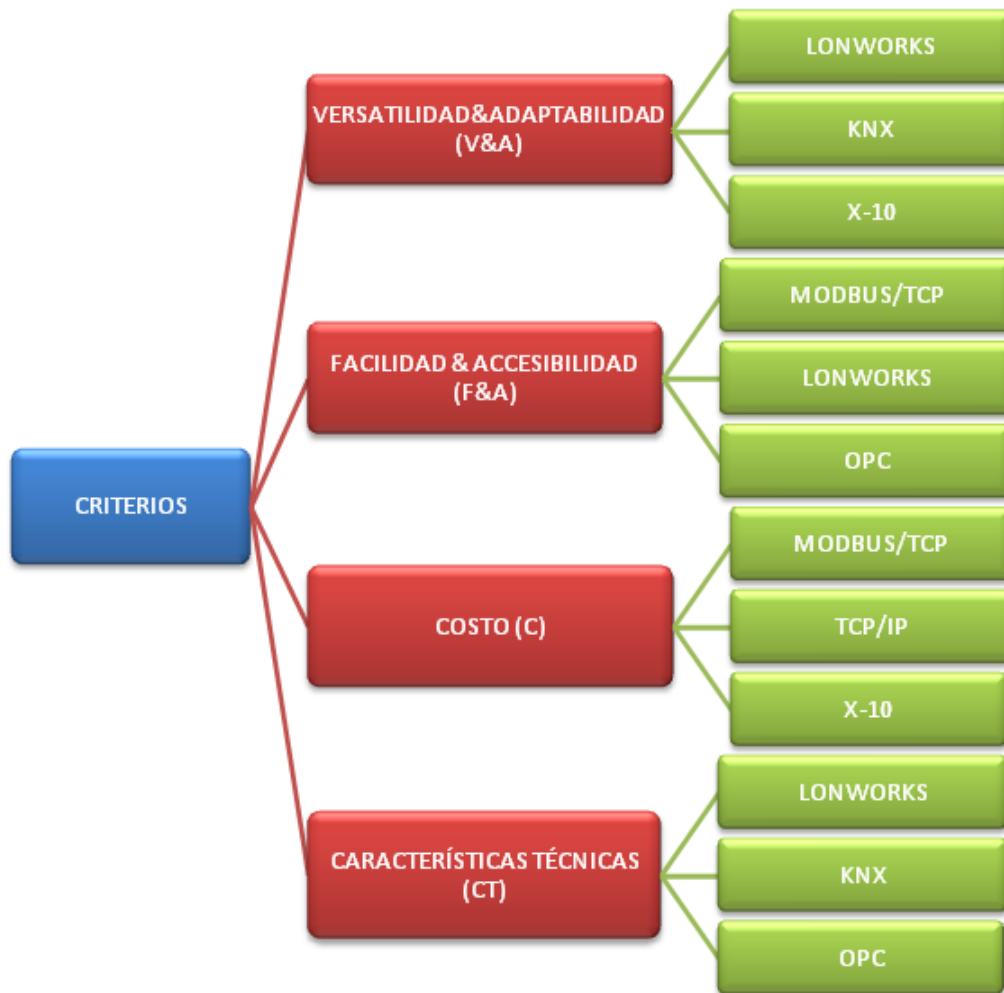 CRITERIOS
VERSATILIDAD&ADAPTABILIDAD
(V&A)
LONWORKS
KNX
X-10
FACILIDAD & ACCESIBILIDAD
(F&A)
MODBUS/TCP
LONWORKS
OPC
COSTO (C)
MODBUS/TCP
TCP/IP
X-10
CARACTERÍSTICAS TÉCNICAS
(CT)
LONWORKS
KNX
OPC